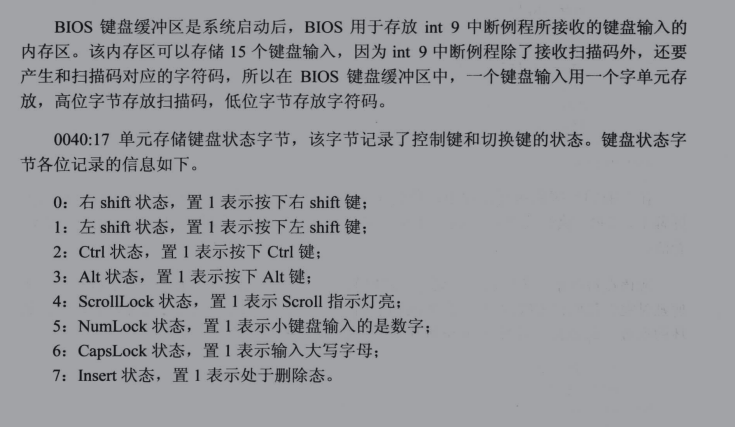 BIOS 键盘缓冲区是系统启动后，BIOS 用于存放 int 9 中断例程所接收的键盘输入的
内存区。该内存区可以存储 15 个键盘输入，因为 int 9 中断例程除了接收扫描码外，还要
产生和扫描码对应的字符码，所以在 BIOS 键盘缓冲区中，一个键盘输入用一个字单元存
放，高位字节存放扫描码，低位字节存放字符码。
0040:17 单元存储键盘状态字节，该字节记录了控制键和切换键的状态。键盘状态字
节各位记录的信息如下。
0：右 shift 状态，置 1 表示按下右 shift 键；
1：左 shift 状态，置 1 表示按下左 shift 键；
2：Ctrl 状态，置 1 表示按下 Ctrl 键；
3：Alt 状态，置 1 表示按下 Alt 键；
4：ScrollLock 状态，置 1 表示 Scroll 指示灯亮；
5：NumLock 状态，置 1 表示小键盘输入的是数字；
6：CapsLock 状态，置 1 表示输入大写字母；
7：Insert 状态，置 1 表示处于删除态。